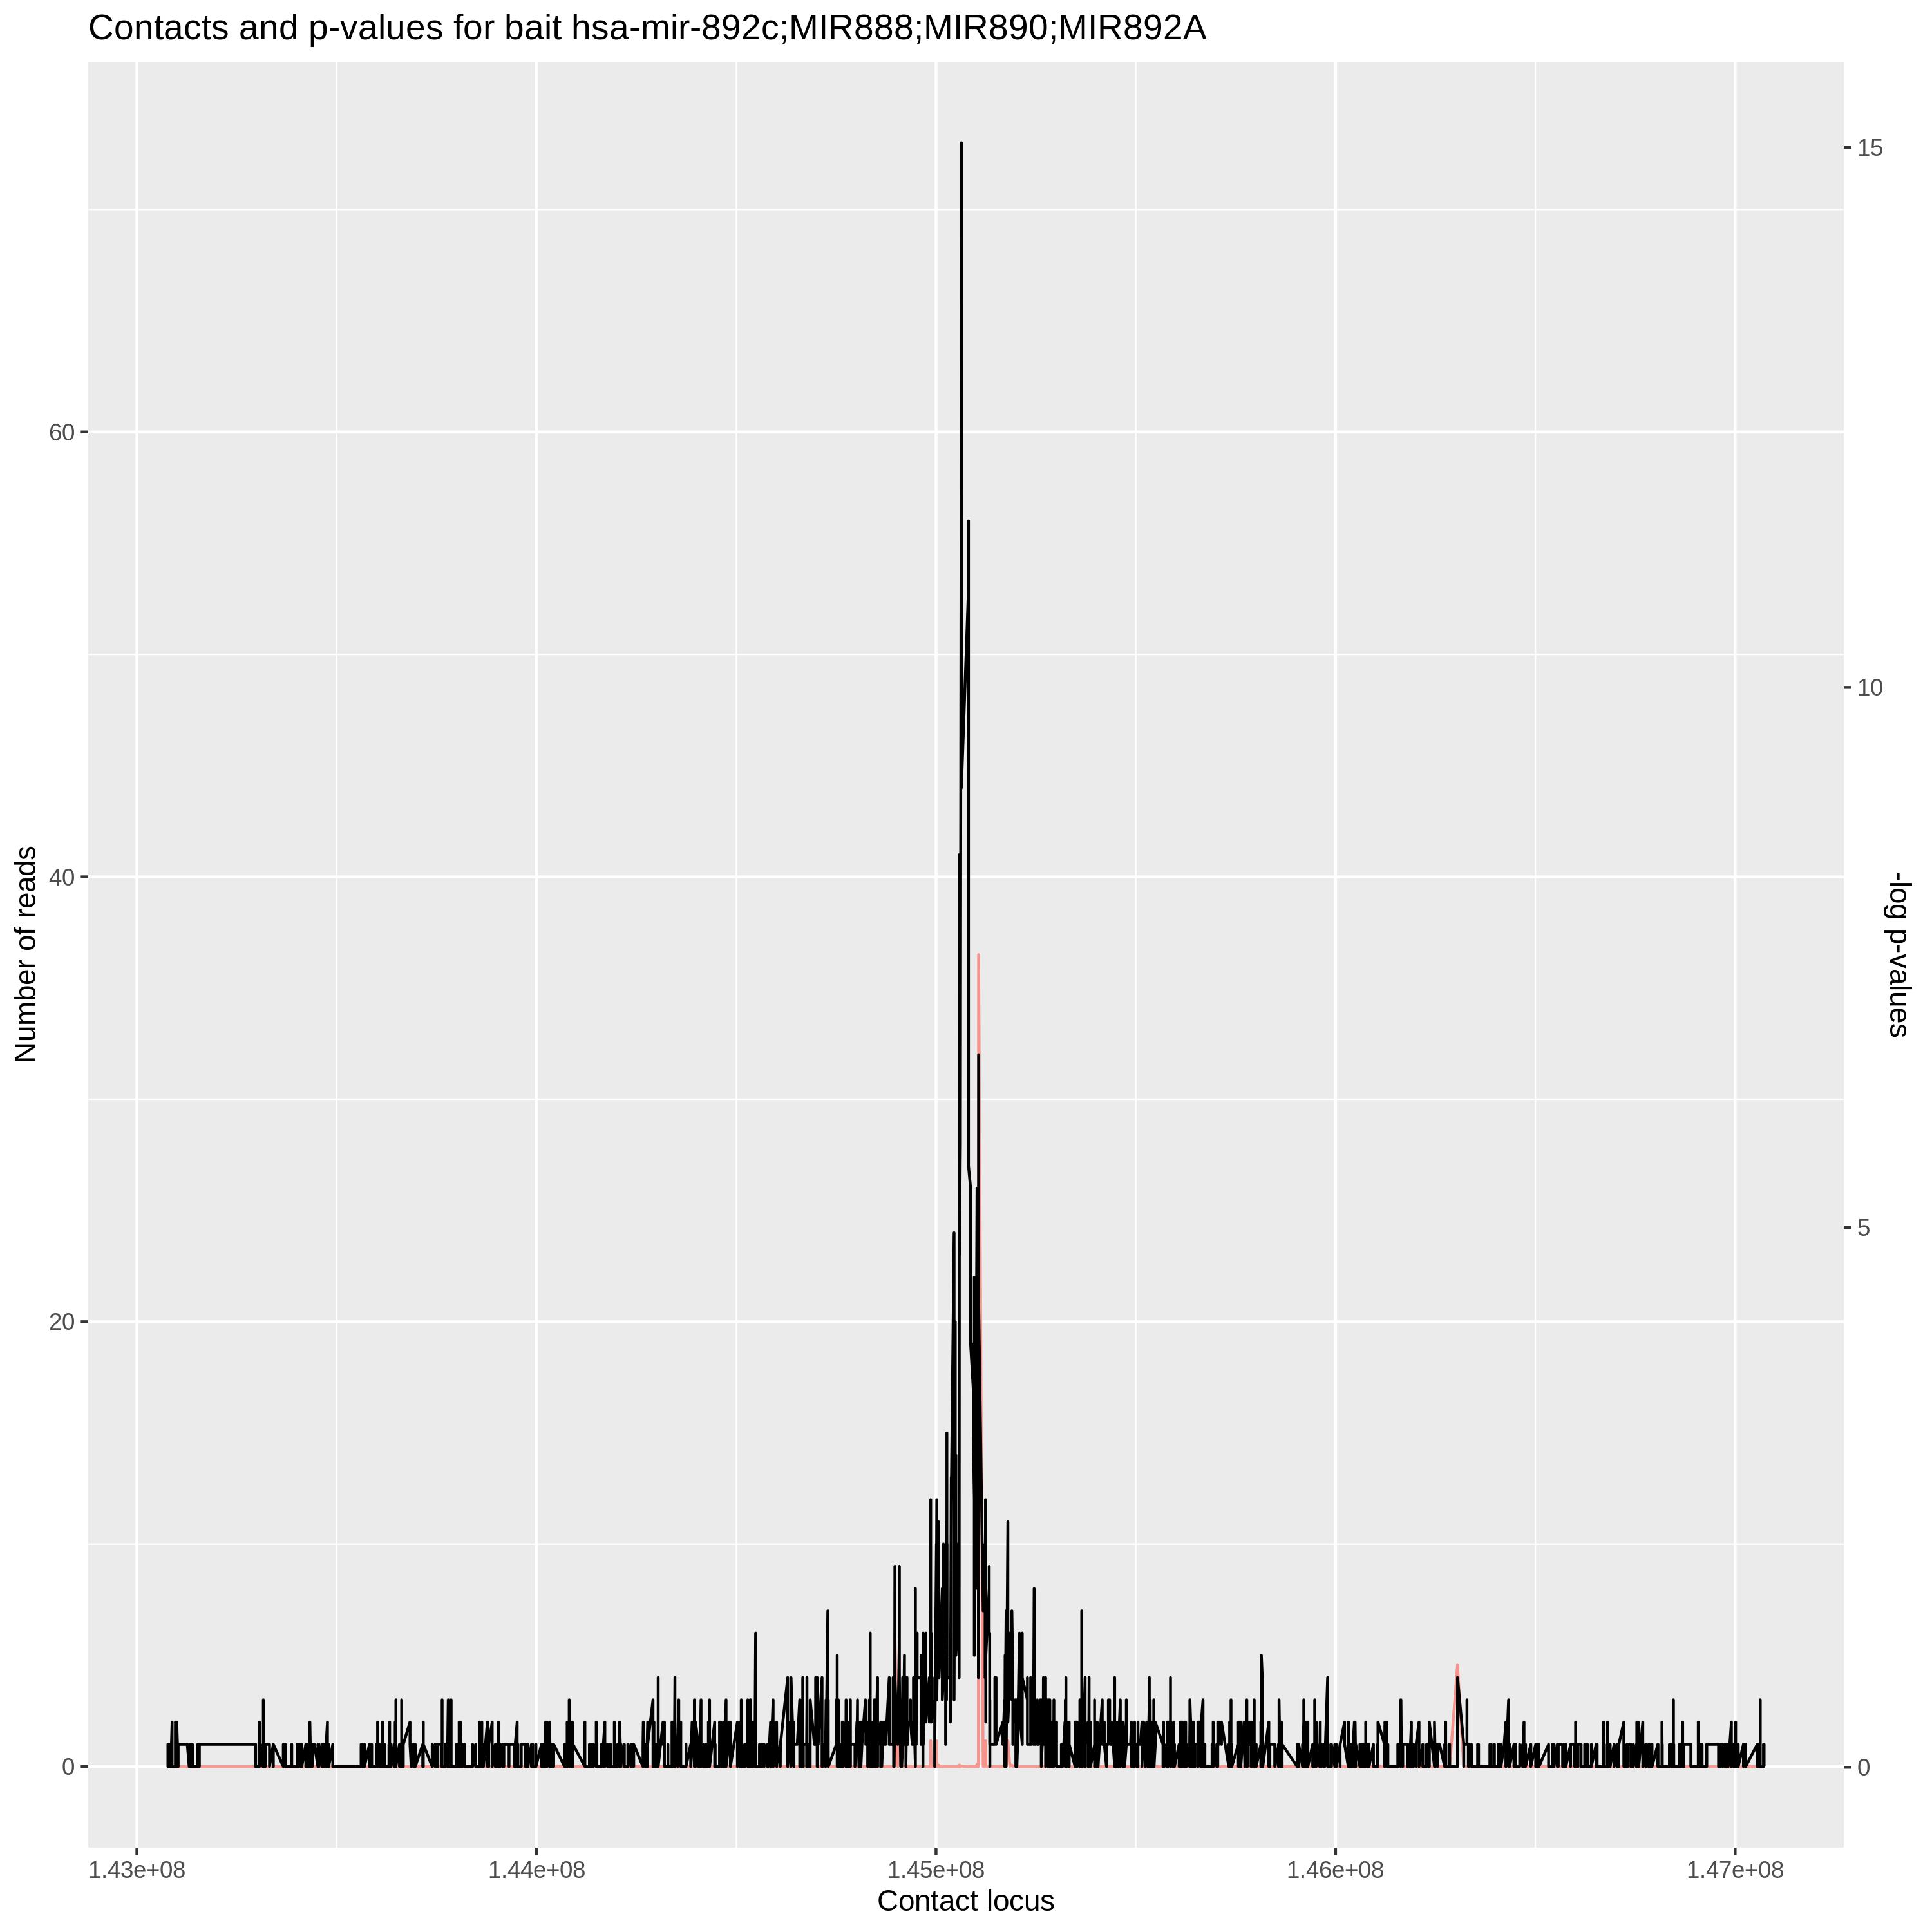 Contacts and p-values for bait hsa-mir-892c;MIR888;MIR890;MIR892A
Number of reads
60
40
20
0
15
10
5
0
-log p-values
1.43e+08
1.44e+08
1.45e+08
1.46e+08
1.47e+08
Contact locus